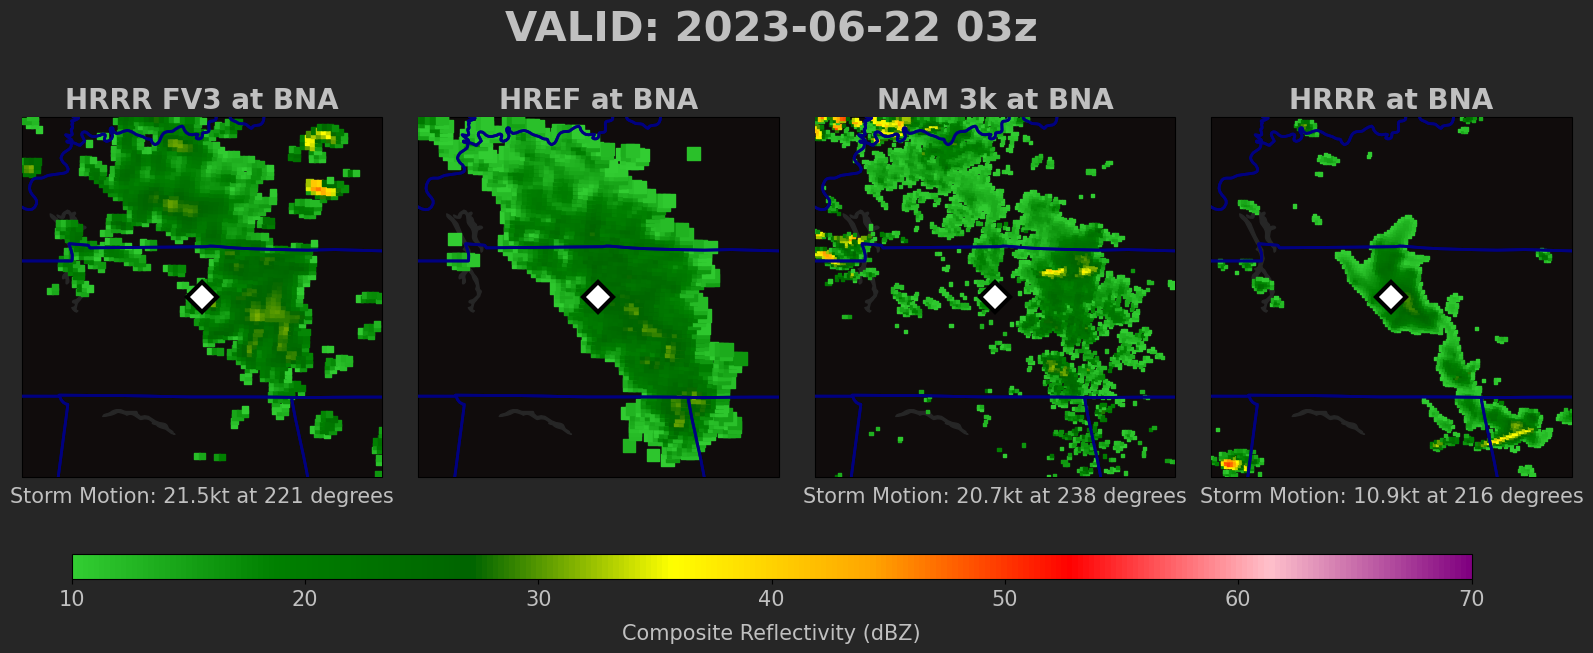 VALID: 2023-06-22 03z
HRRR FV3 at BNA
HREF at BNA
NAM 3k at BNA
HRRR at BNA
Storm Motion: 21.5kt at 221 degrees
Storm Motion: 20.7kt at 238 degrees
Storm Motion: 10.9kt at 216 degrees
10 20 30 40 50 60 70
Composite Reflectivity (dBZ)